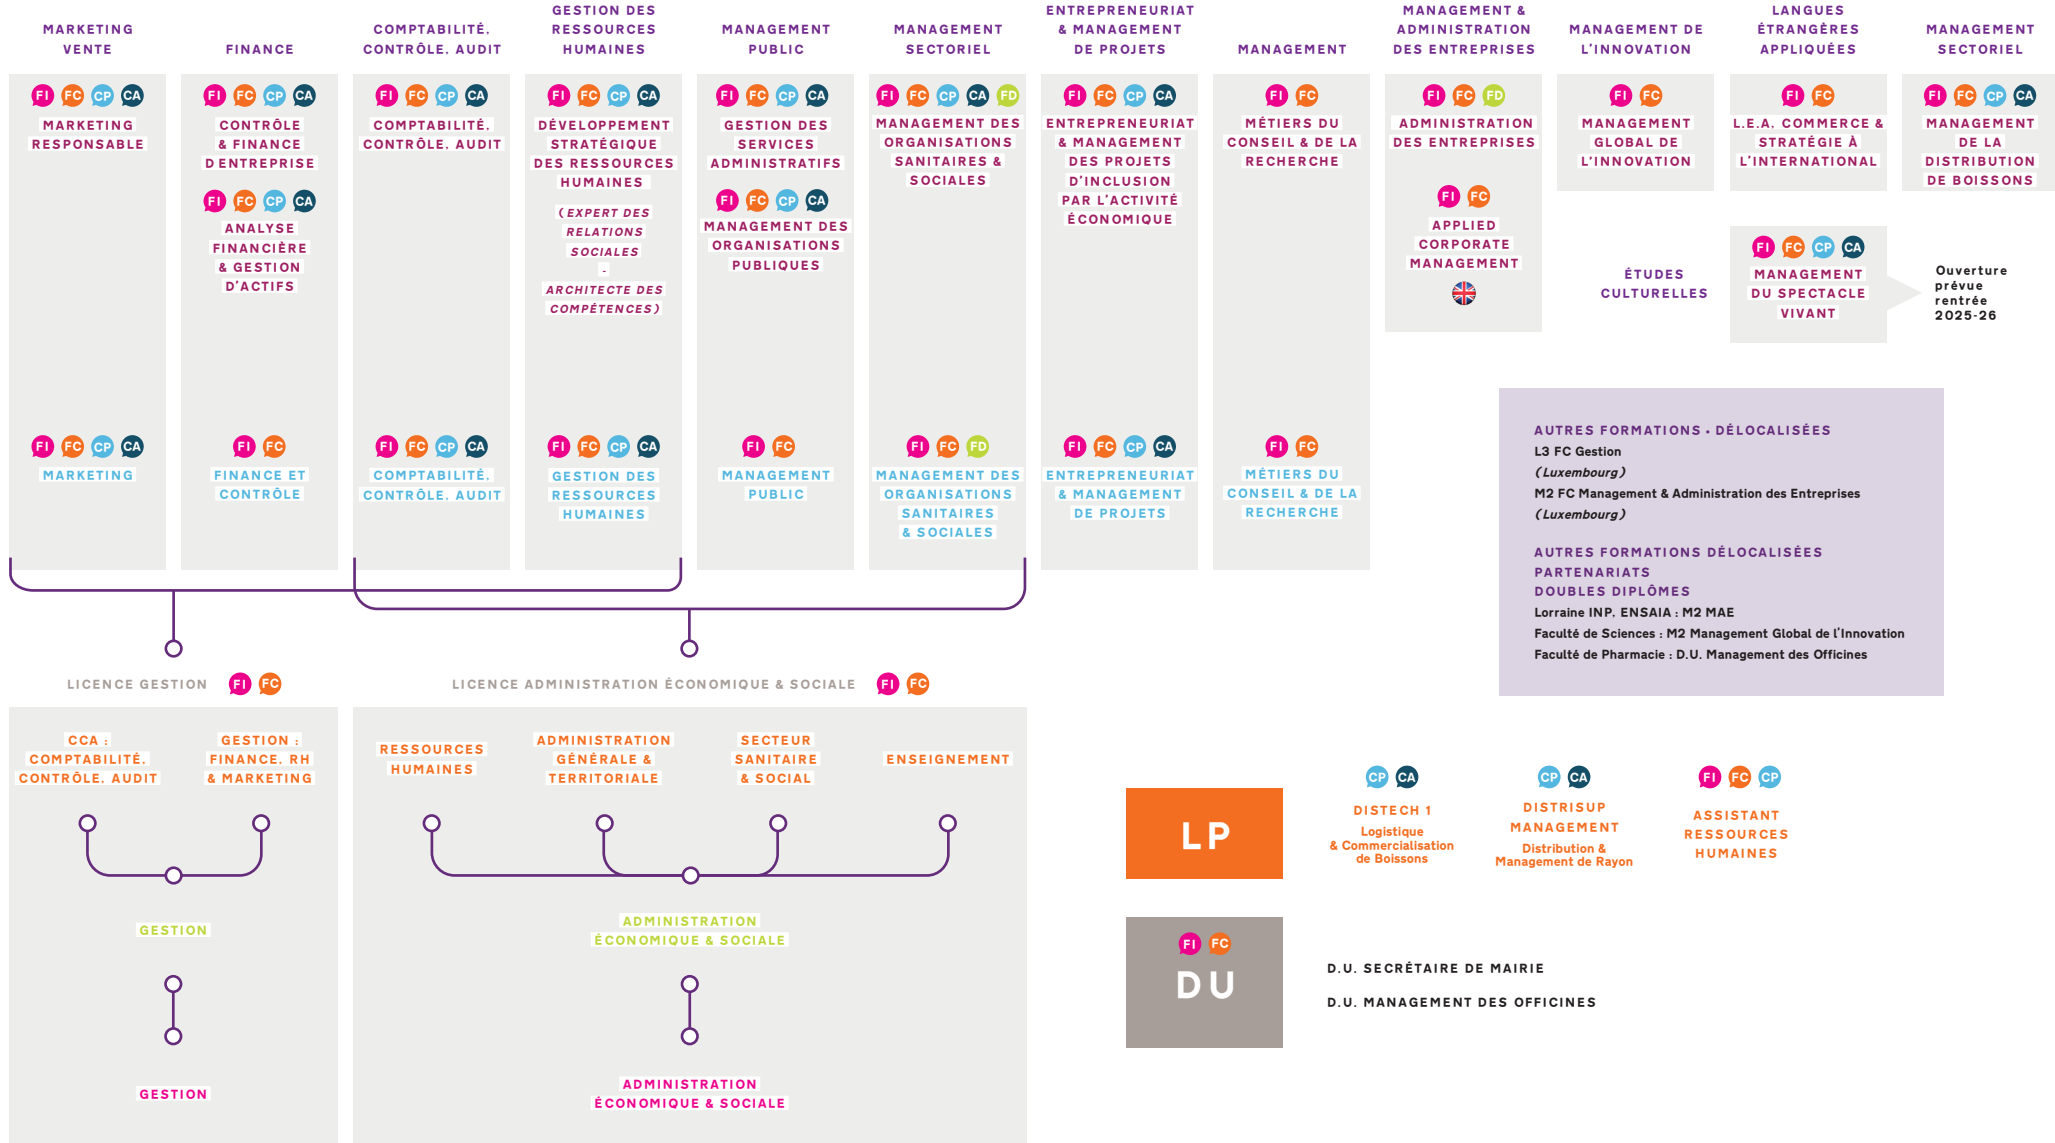 MARKETING
VENTE
FINANCE
COMPTABILITÉ,
CONTRÔLE, AUDIT
GESTION DES
RESSOURCES
HUMAINES
MANAGEMENT
PUBLIC
MANAGEMENT
SECTORIEL
ENTREPRENEURIAT
& MANAGEMENT
DE PROJETS
MANAGEMENT
MANAGEMENT &
ADMINISTRATION
DES ENTREPRISES
MANAGEMENT DE
L'INNOVATION
LANGUES
ÉTRANGÈRES
APPLIQUÉES
MANAGEMENT
SECTORIEL
FI FC CP CA
MARKETING
RESPONSABLE
FI FC CP CA
CONTRÔLE
& FINANCE
D'ENTREPRISE
FI FC CP CA
ANALYSE
FINANCIÈRE
& GESTION
D'ACTIFS
FI FC CP CA
COMPTABILITÉ,
CONTRÔLE, AUDIT
FI FC CP CA
DÉVELOPPEMENT
STRATÉGIQUE
DES RESSOURCES
HUMAINES
(EXPERT DES
RELATIONS
SOCIALES
-
ARCHITECTE DES
COMPÉTENCES)
FI FC CP CA
GESTION DES
SERVICES
ADMINISTRATIFS
FI FC CP CA
MANAGEMENT DES
ORGANISATIONS
PUBLIQUES
FI FC CP CA FD
MANAGEMENT DES
ORGANISATIONS
SANITAIRES &
SOCIALES
FI FC CP CA
ENTREPRENEURIAT
& MANAGEMENT
DES PROJETS
D'INCLUSION
PAR L'ACTIVITÉ
ÉCONOMIQUE
FI FC
MÉTIERS DU
CONSEIL & DE LA
RECHERCHE
FI FC FD
ADMINISTRATION
DES ENTREPRISES
FI FC
APPLIED
CORPORATE
MANAGEMENT
FI FC
MANAGEMENT
GLOBAL DE
L'INNOVATION
FI FC
L.E.A. COMMERCE &
STRATÉGIE À
L'INTERNATIONAL
FI FC CP CA
MANAGEMENT
DE LA
DISTRIBUTION
DE BOISSONS
ÉTUDES
CULTURELLES
FI FC CP CA
MANAGEMENT
DU SPECTACLE
VIVANT
Ouverture
prévue
rentrée
2025-26
FI FC CP CA
MARKETING
FI FC
FINANCE ET
CONTRÔLE
FI FC CP CA
COMPTABILITÉ,
CONTRÔLE, AUDIT
FI FC CP CA
GESTION DES
RESSOURCES
HUMAINES
FI FC
MANAGEMENT
PUBLIC
FI FC FD
MANAGEMENT DES
ORGANISATIONS
SANITAIRES
& SOCIALES
FI FC CP CA
ENTREPRENEURIAT
& MANAGEMENT
DE PROJETS
FI FC
MÉTIERS DU
CONSEIL & DE LA
RECHERCHE
AUTRES FORMATIONS • DÉLOCALISÉES
L3 FC Gestion
(Luxembourg)
M2 FC Management & Administration des Entreprises
(Luxembourg)
AUTRES FORMATIONS DÉLOCALISÉES
PARTENARIATS
DOUBLES DIPLÔMES
Lorraine INP, ENSAIA : M2 MAE
Faculté de Sciences : M2 Management Global de l'Innovation
Faculté de Pharmacie : D.U. Management des Officines
LICENCE GESTION FI FC
CCA :
COMPTABILITÉ,
CONTRÔLE, AUDIT
GESTION :
FINANCE, RH
& MARKETING
GESTION
GESTION
LICENCE ADMINISTRATION ÉCONOMIQUE & SOCIALE FI FC
RESSOURCES
HUMAINES
ADMINISTRATION
GÉNÉRALE &
TERRITORIALE
SECTEUR
SANITAIRE
& SOCIAL
ENSEIGNEMENT
ADMINISTRATION
ÉCONOMIQUE & SOCIALE
ADMINISTRATION
ÉCONOMIQUE & SOCIALE
LP
CP CA
DISTECH 1
Logistique
& Commercialisation
de Boissons
CP CA
DISTRISUP
MANAGEMENT
Distribution &
Management de Rayon
FI FC CP
ASSISTANT
RESSOURCES
HUMAINES
FI FC
DU
D.U. SECRÉTAIRE DE MAIRIE
D.U. MANAGEMENT DES OFFICINES